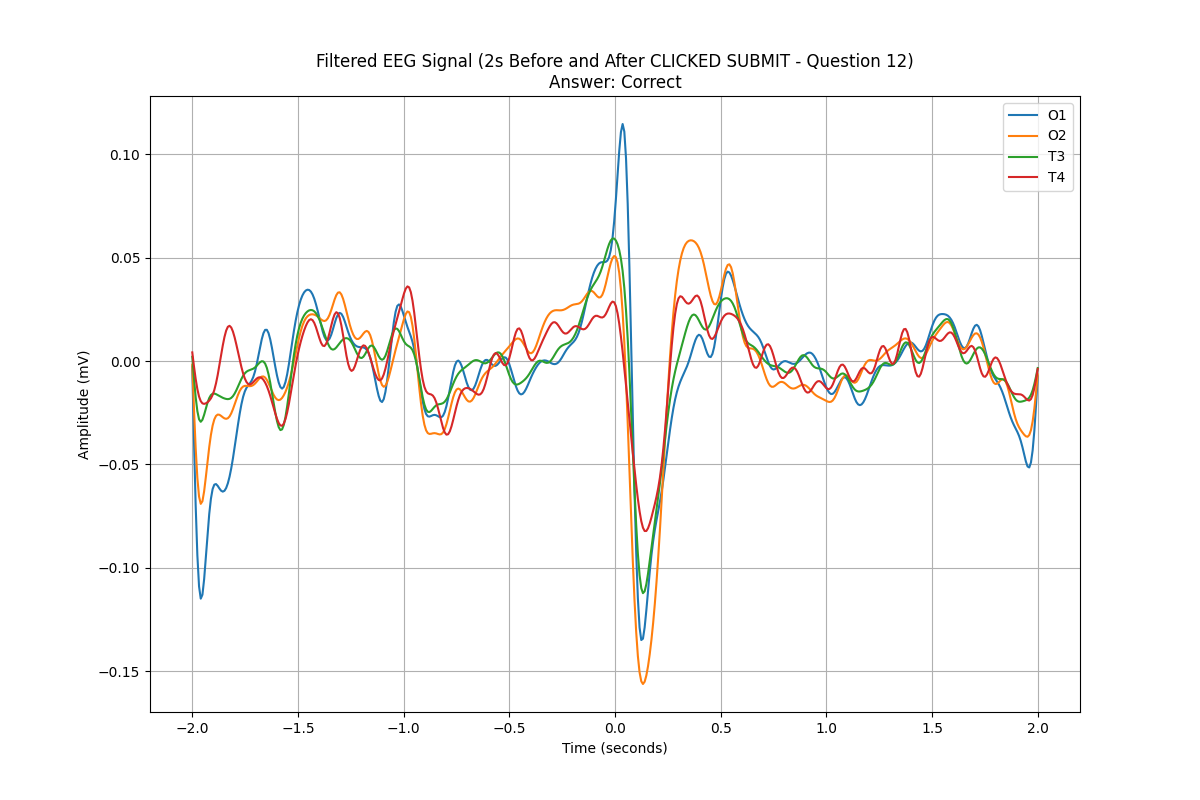 Filtered EEG Signal (2s Before and After CLICKED SUBMIT - Question 12)
Answer: Correct
O1
O2
T3
T4
0.10
0.05
0.00
−0.05
−0.10
−0.15
Amplitude (mV)
−2.0 −1.5 −1.0 −0.5 0.0 0.5 1.0 1.5 2.0
Time (seconds)